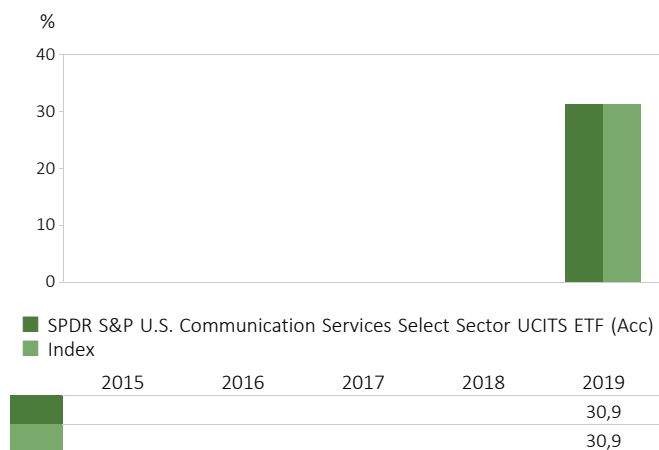 %
40
30
20
10
0
SPDR S&P U.S. Communication Services Select Sector UCITS ETF (Acc)
Index
2015 2016 2017 2018 2019
30,9
30,9